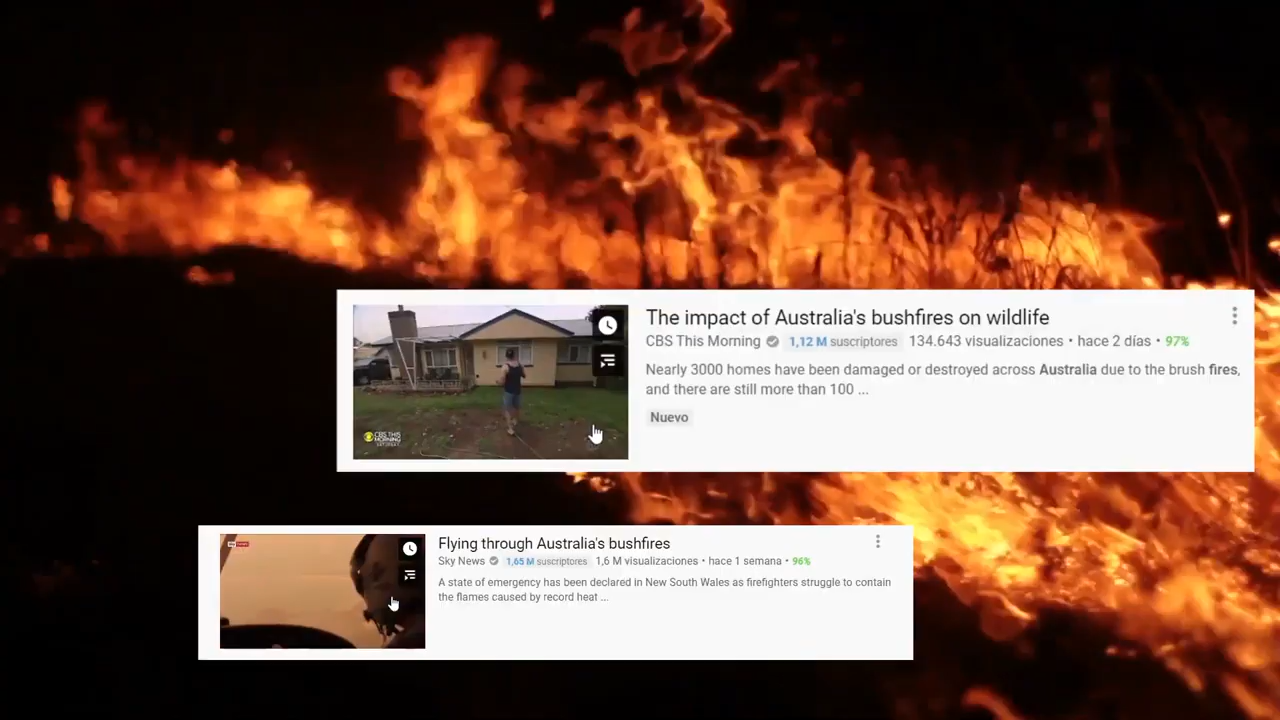 The impact of Australia's bushfires on wildlife
CBS This Morning 1,12 M suscriptores 134.643 visualizaciones • hace 2 días • 97%
Nearly 3000 homes have been damaged or destroyed across Australia due to the brush fires,
and there are still more than 100 ...
Nuevo
CBS THIS
MORNING
Flying through Australia's bushfires
Sky News 1,65 M suscriptores 1,6 M visualizaciones • hace 1 semana • 96%
A state of emergency has been declared in New South Wales as firefighters struggle to contain
the flames caused by record heat ...